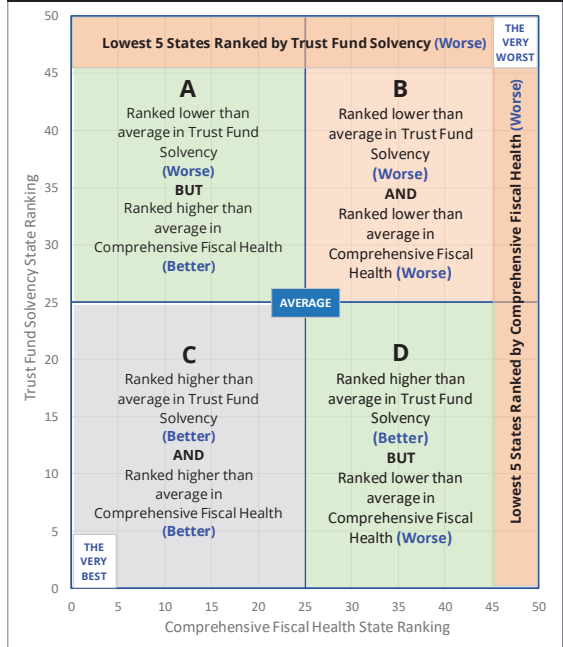 50
45
40
35
30
25
20
15
10
5
0
Trust Fund Solvency State Ranking
Lowest 5 States Ranked by Trust Fund Solvency (Worse)
THE
VERY
WORST
A
Ranked lower than
average in Trust Fund
Solvency
(Worse)
BUT
Ranked higher than
average in
Comprehensive Fiscal Health
(Better)
B
Ranked lower than
average in Trust Fund
Solvency
(Worse)
AND
Ranked lower than
average in
Comprehensive Fiscal
Health (Worse)
Lowest 5 States Ranked by Comprehensive Fiscal Health (Worse)
AVERAGE
C
Ranked higher than
average in Trust Fund
Solvency
(Better)
AND
Ranked higher than
average in
Comprehensive Fiscal Health
(Better)
D
Ranked higher than
average in Trust Fund
Solvency
(Better)
BUT
Ranked lower than
average in
Comprehensive Fiscal
Health (Worse)
THE
VERY
BEST
0 5 10 15 20 25 30 35 40 45 50
Comprehensive Fiscal Health State Ranking